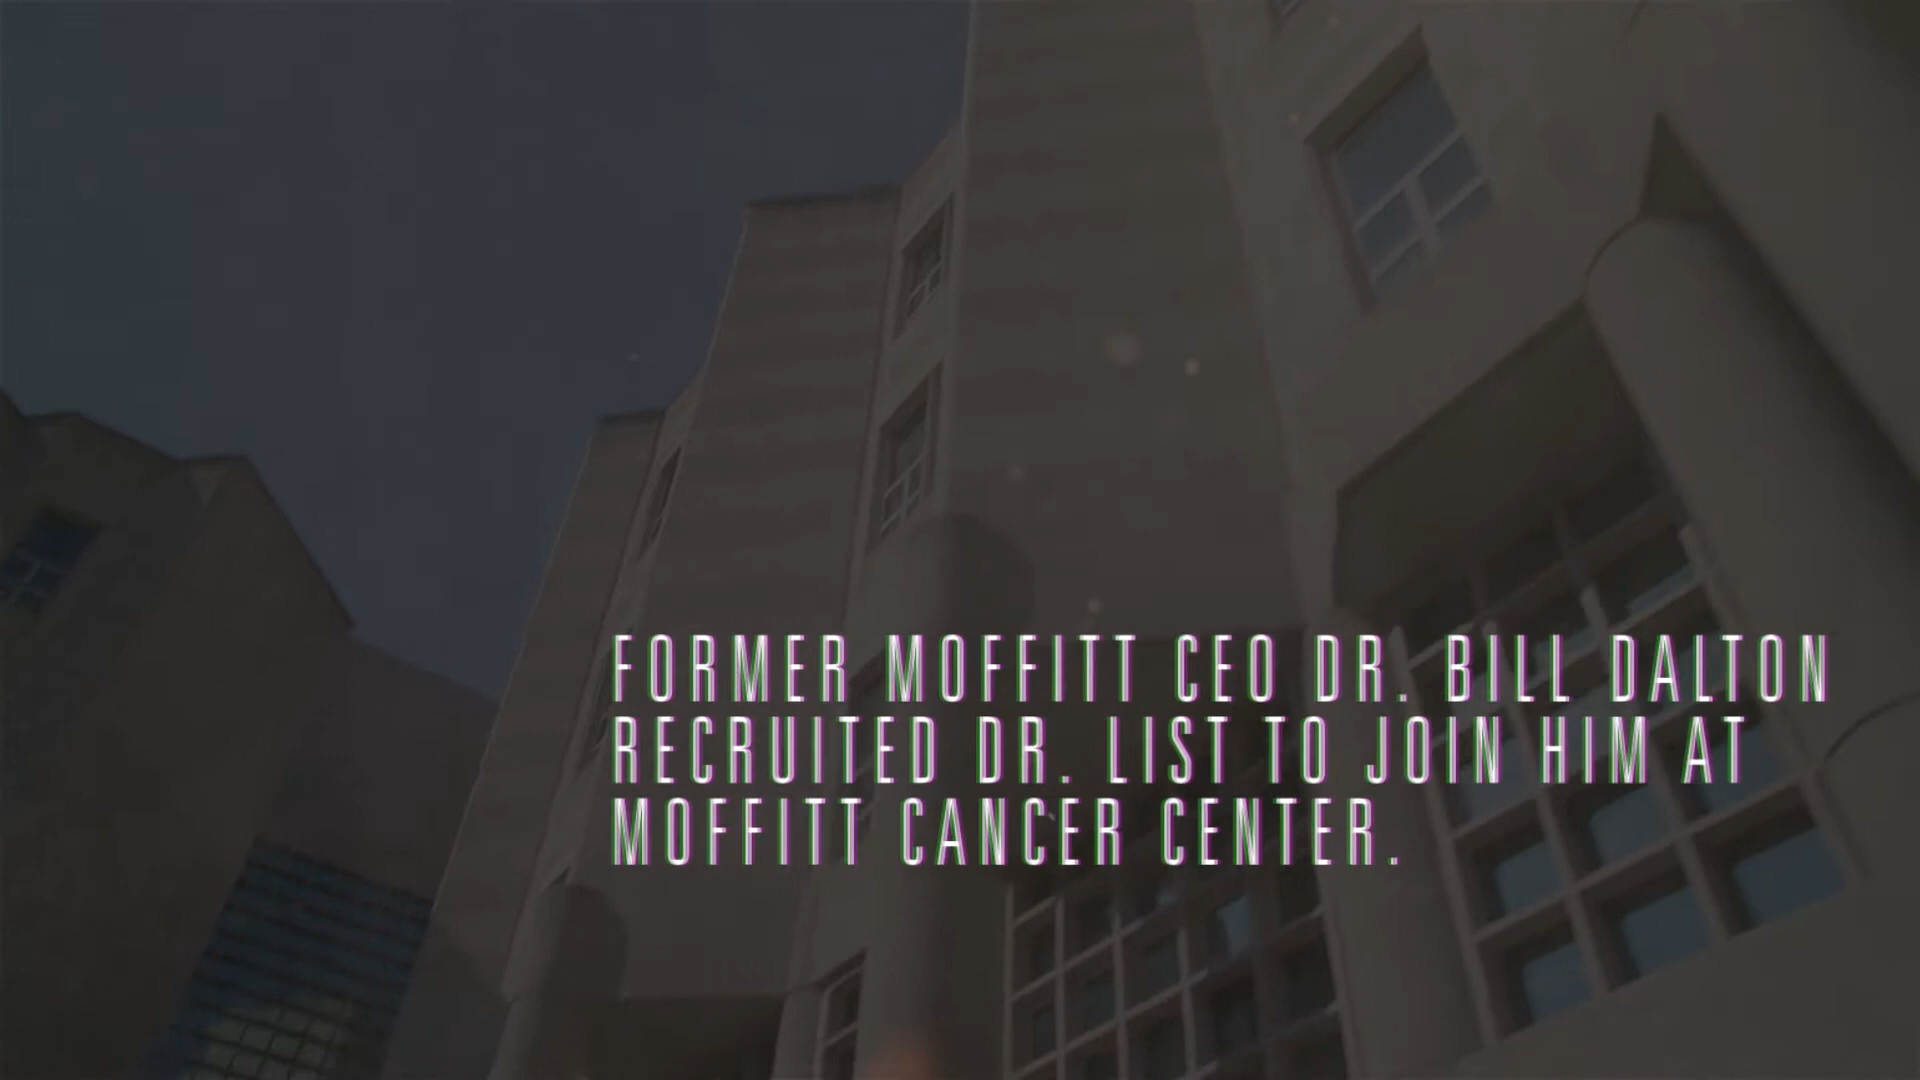 FORMER MOFFITT CEO DR. BILL DALTON
RECRUITED DR. LIST TO JOIN HIM AT
MOFFITT CANCER CENTER.